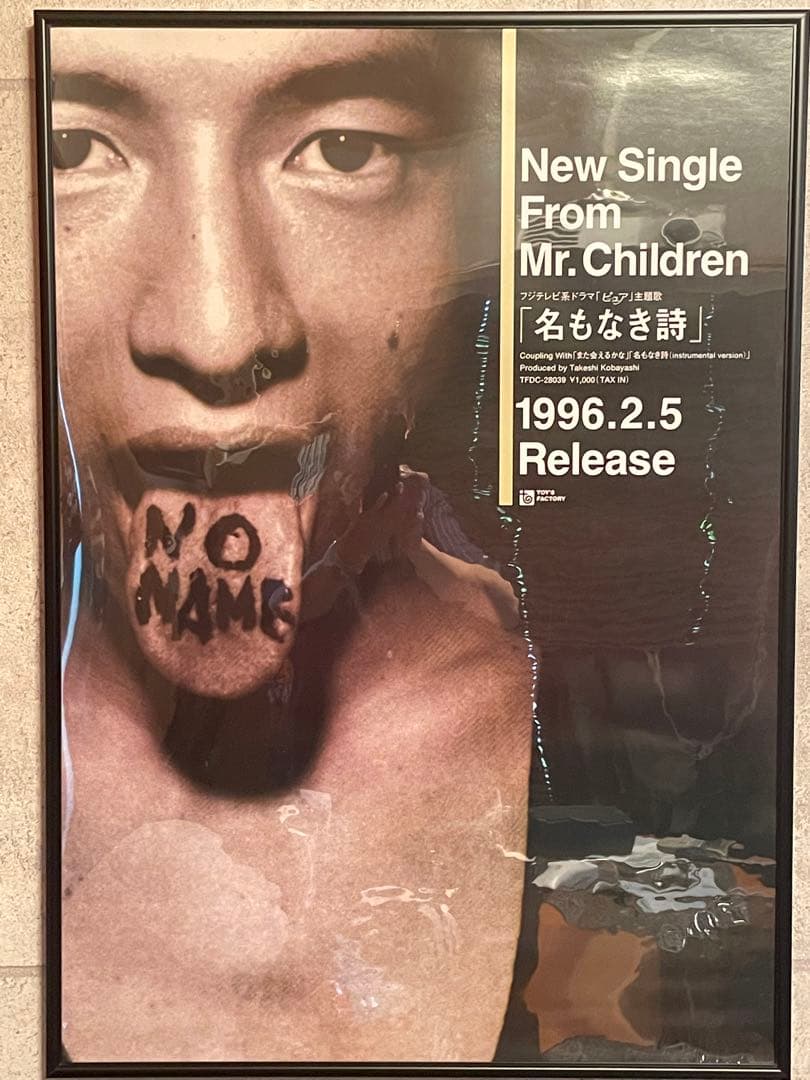 New Single
From
Mr. Children
フジテレビ系ドラマ「ピュア」主題歌
「名もなき詩」
Coupling With「また会えるかな」「名もなき詩(instrumental version)」
Produced by Takeshi Kobayashi
TFDC-28039 ¥1,000(TAX IN)
1996.2.5
Release
TOY'S
FACTORY
NO
NAME